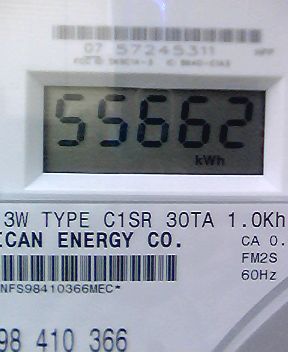 07 57245311
55662
kWh
3W TYPE C1SR 30TA 1.0Kh
ICAN ENERGY CO.
CA 0.
FM2S
60Hz
NFS98410366MEC*
98 410 366